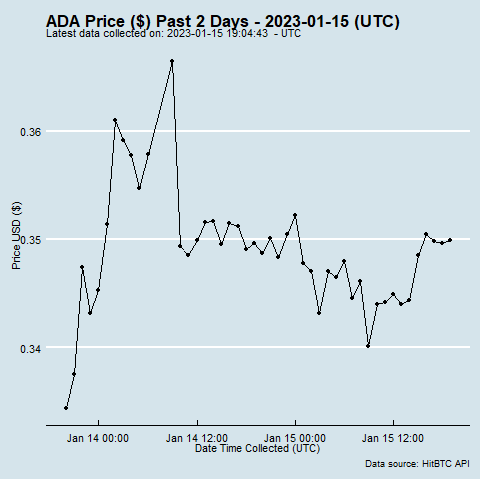 ADA Price ($) Past 2 Days - 2023-01-15 (UTC)
Latest data collected on: 2023-01-15 19:04:43 - UTC
0.36
0.35
0.34
Price USD ($)
Jan 14 00:00 Jan 14 12:00 Jan 15 00:00 Jan 15 12:00
Date Time Collected (UTC)
Data source: HitBTC API